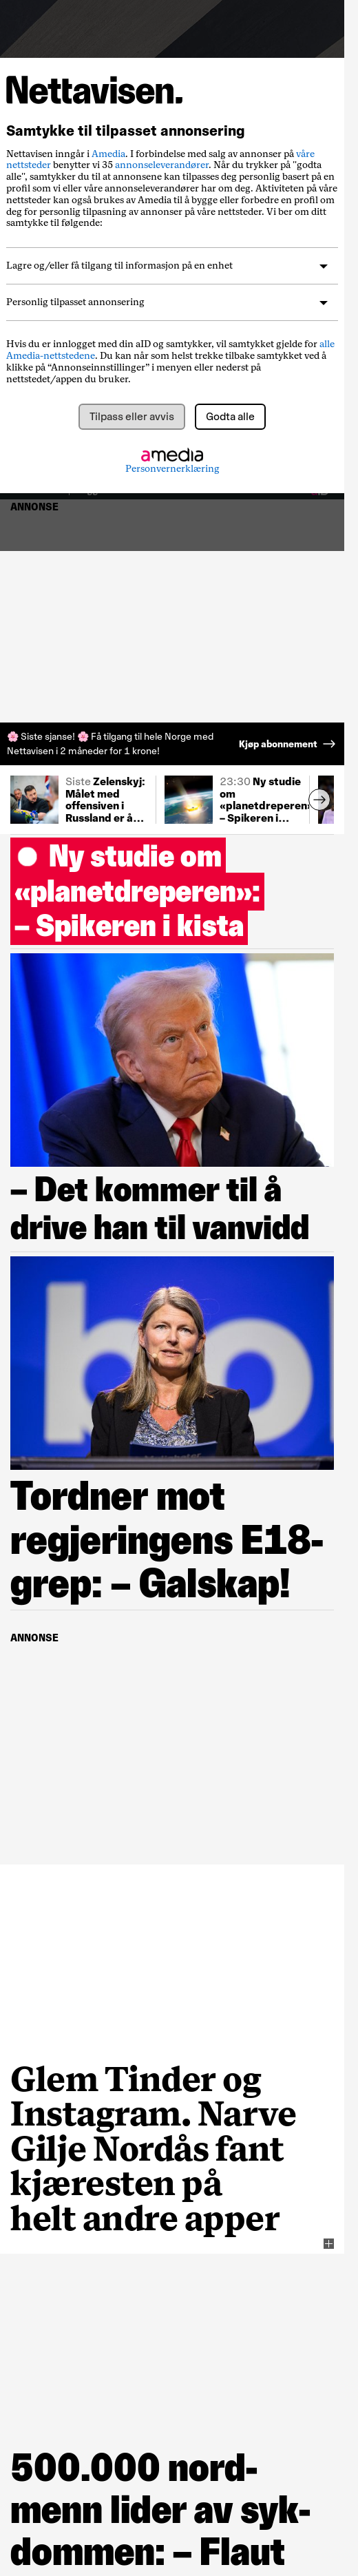 Nettavisen.
Samtykke til tilpasset annonsering
Nettavisen inngår i Amedia. I forbindelse med salg av annonser på våre
nettsteder benytter vi 35 annonseleverandører. Når du trykker på "godta
alle", samtykker du til at annonsene kan tilpasses deg personlig basert på en
profil som vi eller våre annonseleverandører har om deg. Aktiviteten på våre
nettsteder kan også brukes av Amedia til å bygge eller forbedre en profil om
deg for personlig tilpasning av annonser på våre nettsteder. Vi ber om ditt
samtykke til følgende:
Lagre og/eller få tilgang til informasjon på en enhet
Personlig tilpasset annonsering
Hvis du er innlogget med din aID og samtykker, vil samtykket gjelde for alle
Amedia-nettstedene. Du kan når som helst trekke tilbake samtykket ved å
klikke på “Annonseinnstillinger” i menyen eller nederst på
nettstedet/appen du bruker.
Tilpass eller avvis
Godta alle
amedia
Personvernerklæring
ANNONSE
🌸 Siste sjanse! 🌸 Få tilgang til hele Norge med
Nettavisen i 2 måneder for 1 krone!
Kjøp abonnement
Siste Zelenskyj:
Målet med
offensiven i
Russland er å...
23:30 Ny studie
om
«planetdreperen»:
– Spikeren i...
Ny studie om
«planetdreperen»:
– Spikeren i kista
– Det kommer til å
drive han til vanvidd
Tordner mot
regjeringens E18-
grep: – Galskap!
ANNONSE
Glem Tinder og
Instagram. Narve
Gilje Nordås fant
kjæresten på
helt andre apper
500.000 nord-
menn lider av syk-
dommen: – Flaut